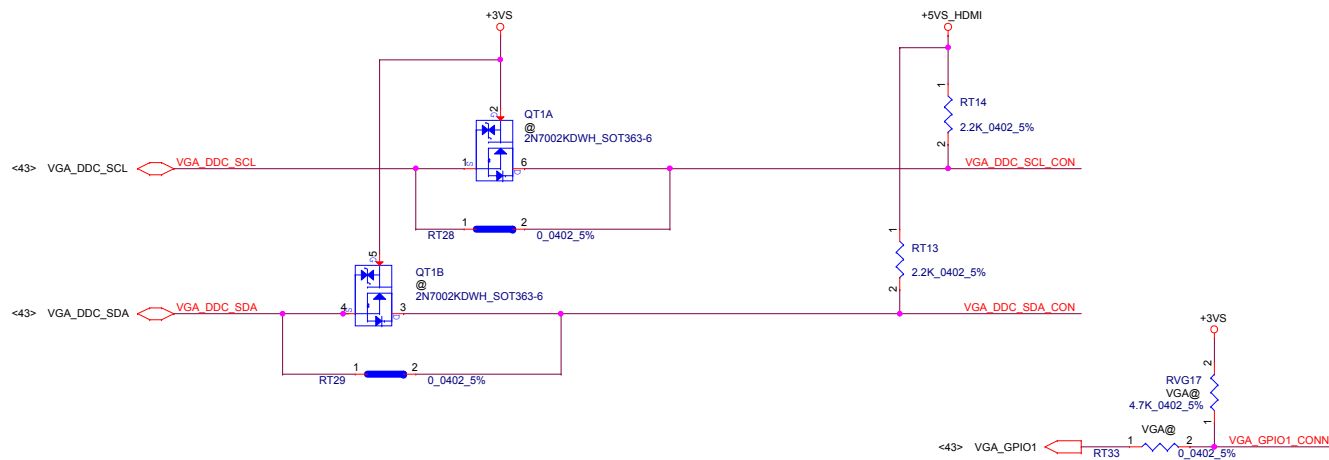 +3VS
+5VS_HDMI
1
RT14
2.2K_0402_5%
2
2
G
QT1A
@
2N7002KDWH_SOT363-6
<43> VGA_DDC_SCL
VGA_DDC_SCL
1
S
6
D
VGA_DDC_SCL_CON
RT28
1
2
0_0402_5%
1
RT13
2.2K_0402_5%
2
5
G
QT1B
@
2N7002KDWH_SOT363-6
<43> VGA_DDC_SDA
VGA_DDC_SDA
4
S
3
D
VGA_DDC_SDA_CON
RT29
1
2
0_0402_5%
+3VS
2
RVG17
VGA@
4.7K_0402_5%
1
VGA@
<43> VGA_GPIO1
RT33
1
2
0_0402_5%
VGA_GPIO1_CONN